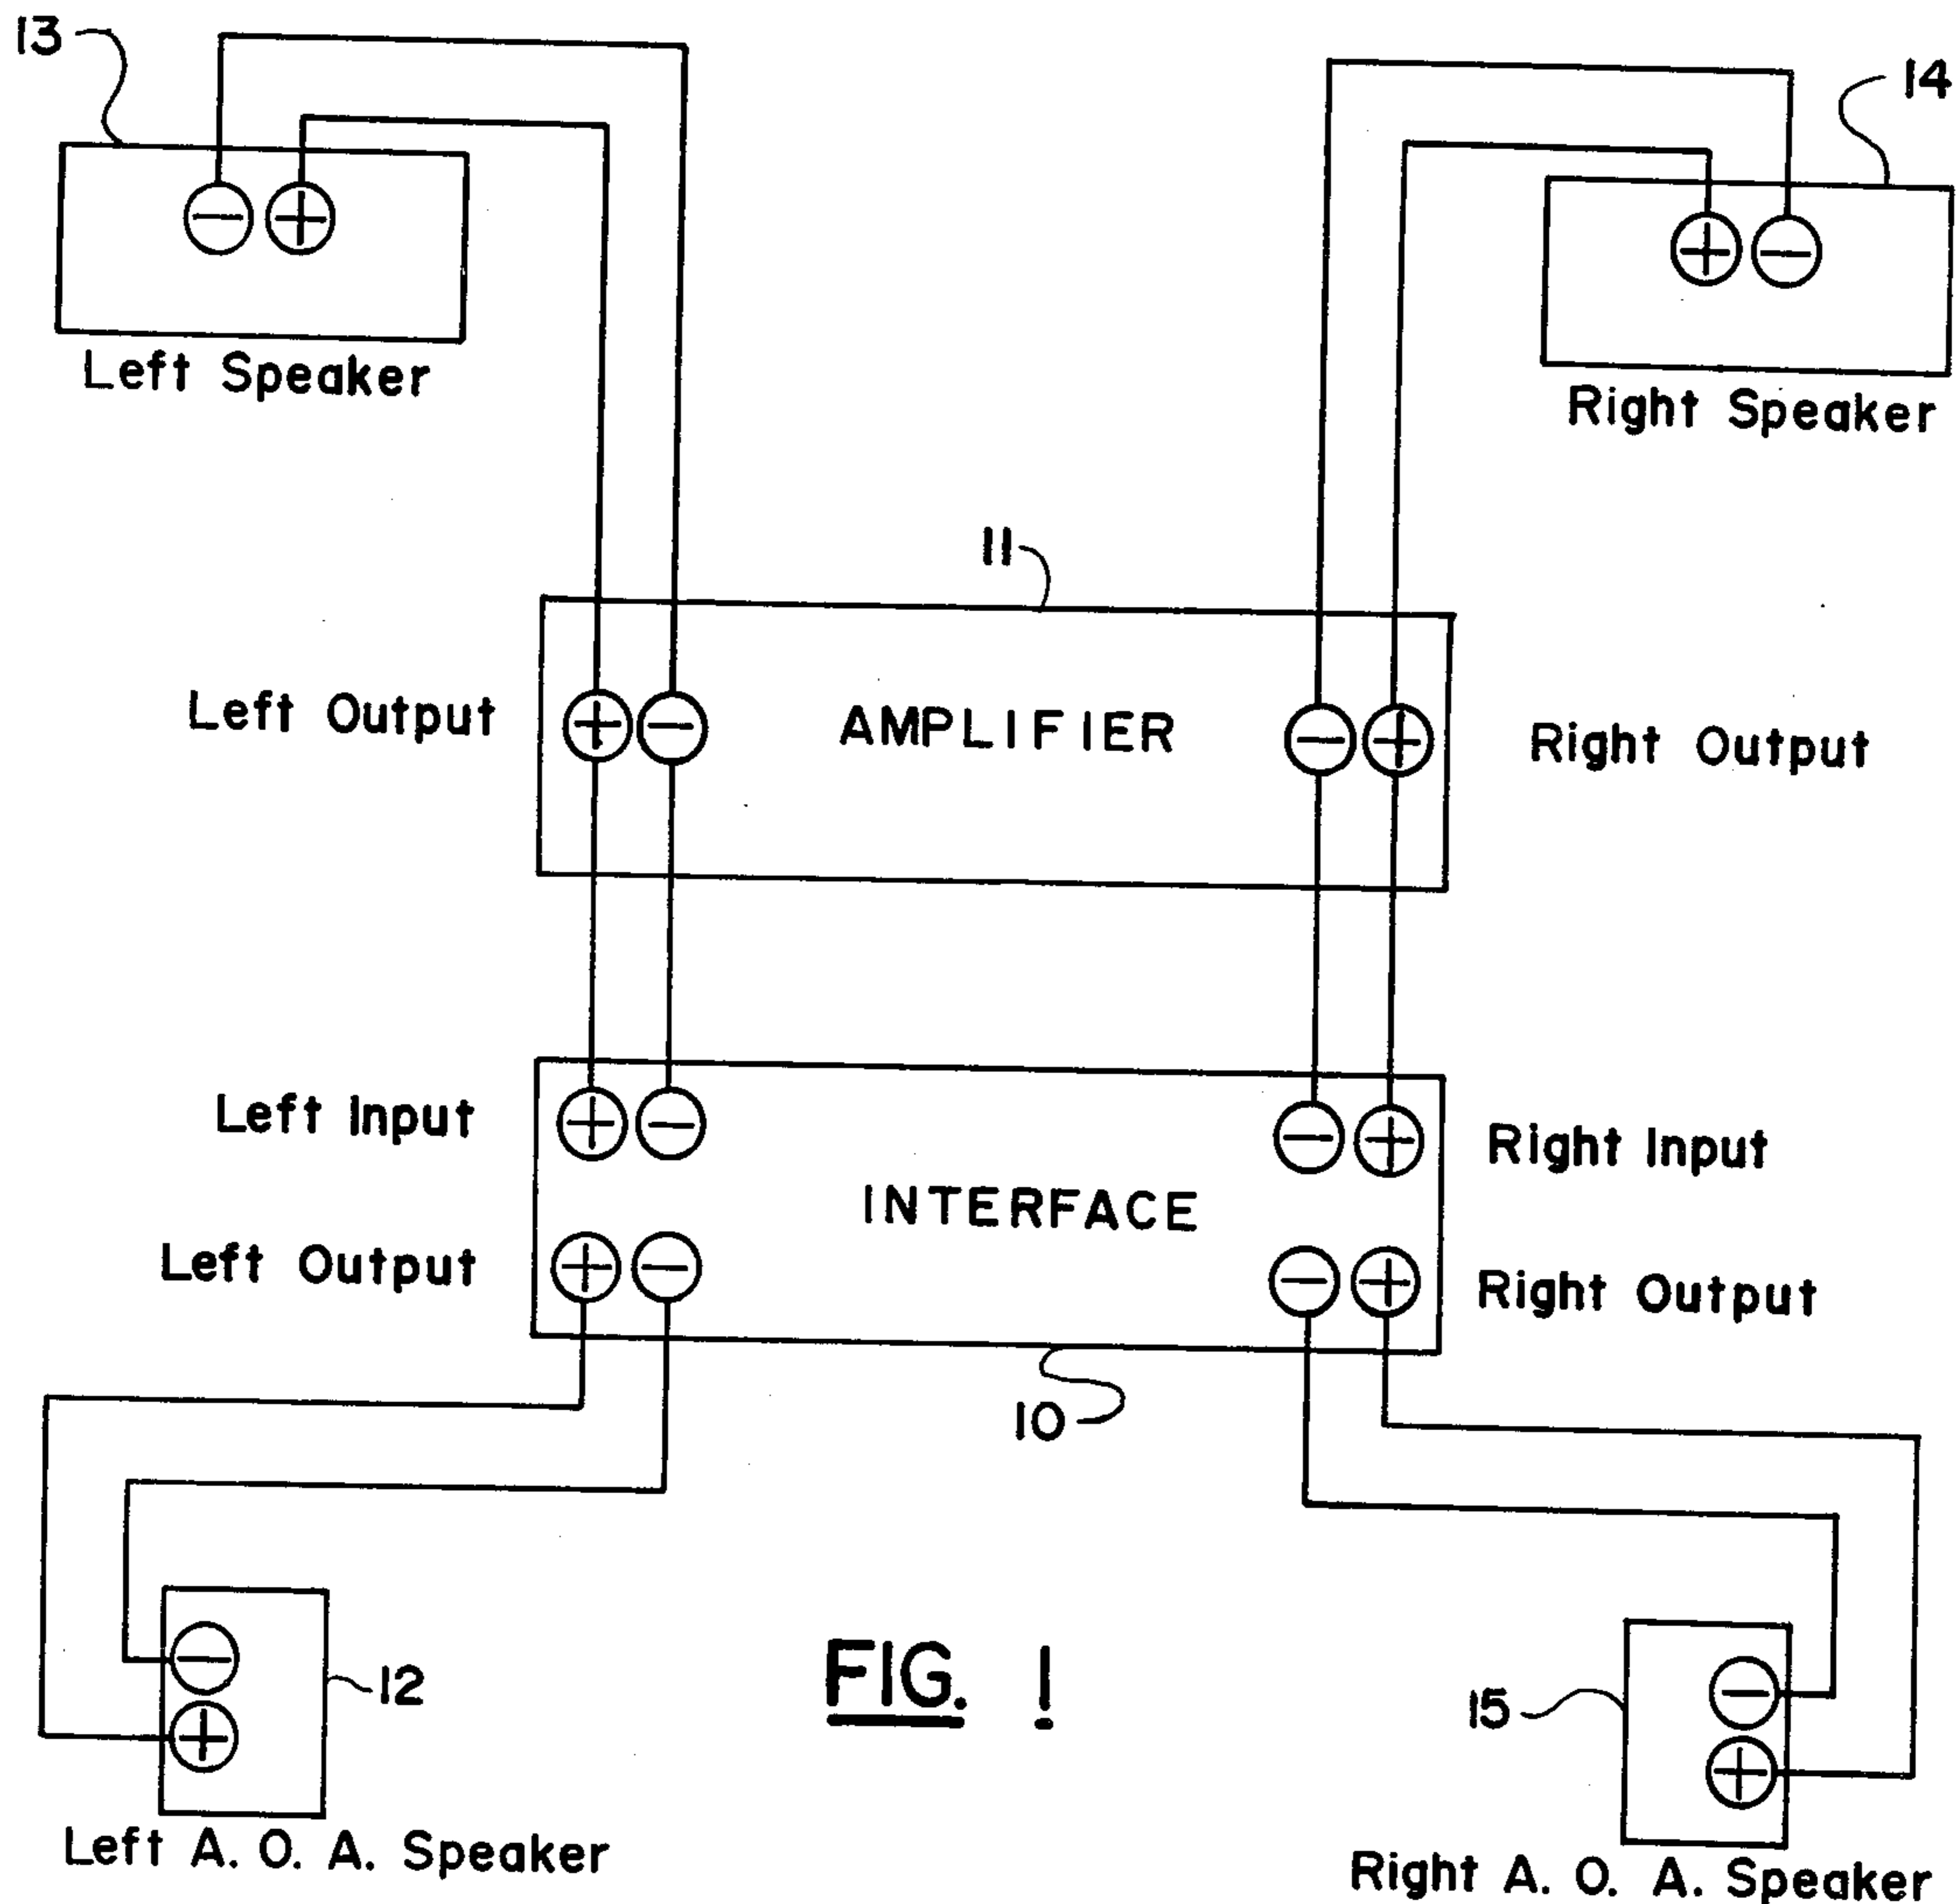 13
14
− +
+ −
Left Speaker
Right Speaker
11
Left Output
+ −
AMPLIFIER
− +
Right Output
Left Input
+ −
− +
Right Input
INTERFACE
Left Output
+ −
− +
Right Output
10
−
+
12
FIG. 1
15
−
+
Left A. O. A. Speaker
Right A. O. A. Speaker